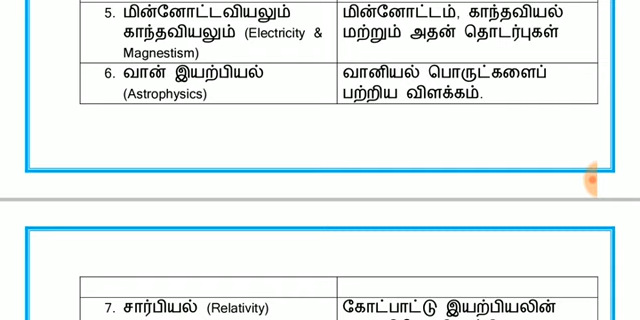 5. மின்னோட்டவியலும் மின்னோட்டம், காந்தவியல்
காந்தவியலும் (Electricity & மற்றும் அதன் தொடர்புகள்
Magnestism)
6. வான் இயற்பியல் வானியல் பொருட்களைப்
(Astrophysics) பற்றிய விளக்கம்.
7. சார்பியல் (Relativity) கோட்பாட்டு இயற்பியலின்